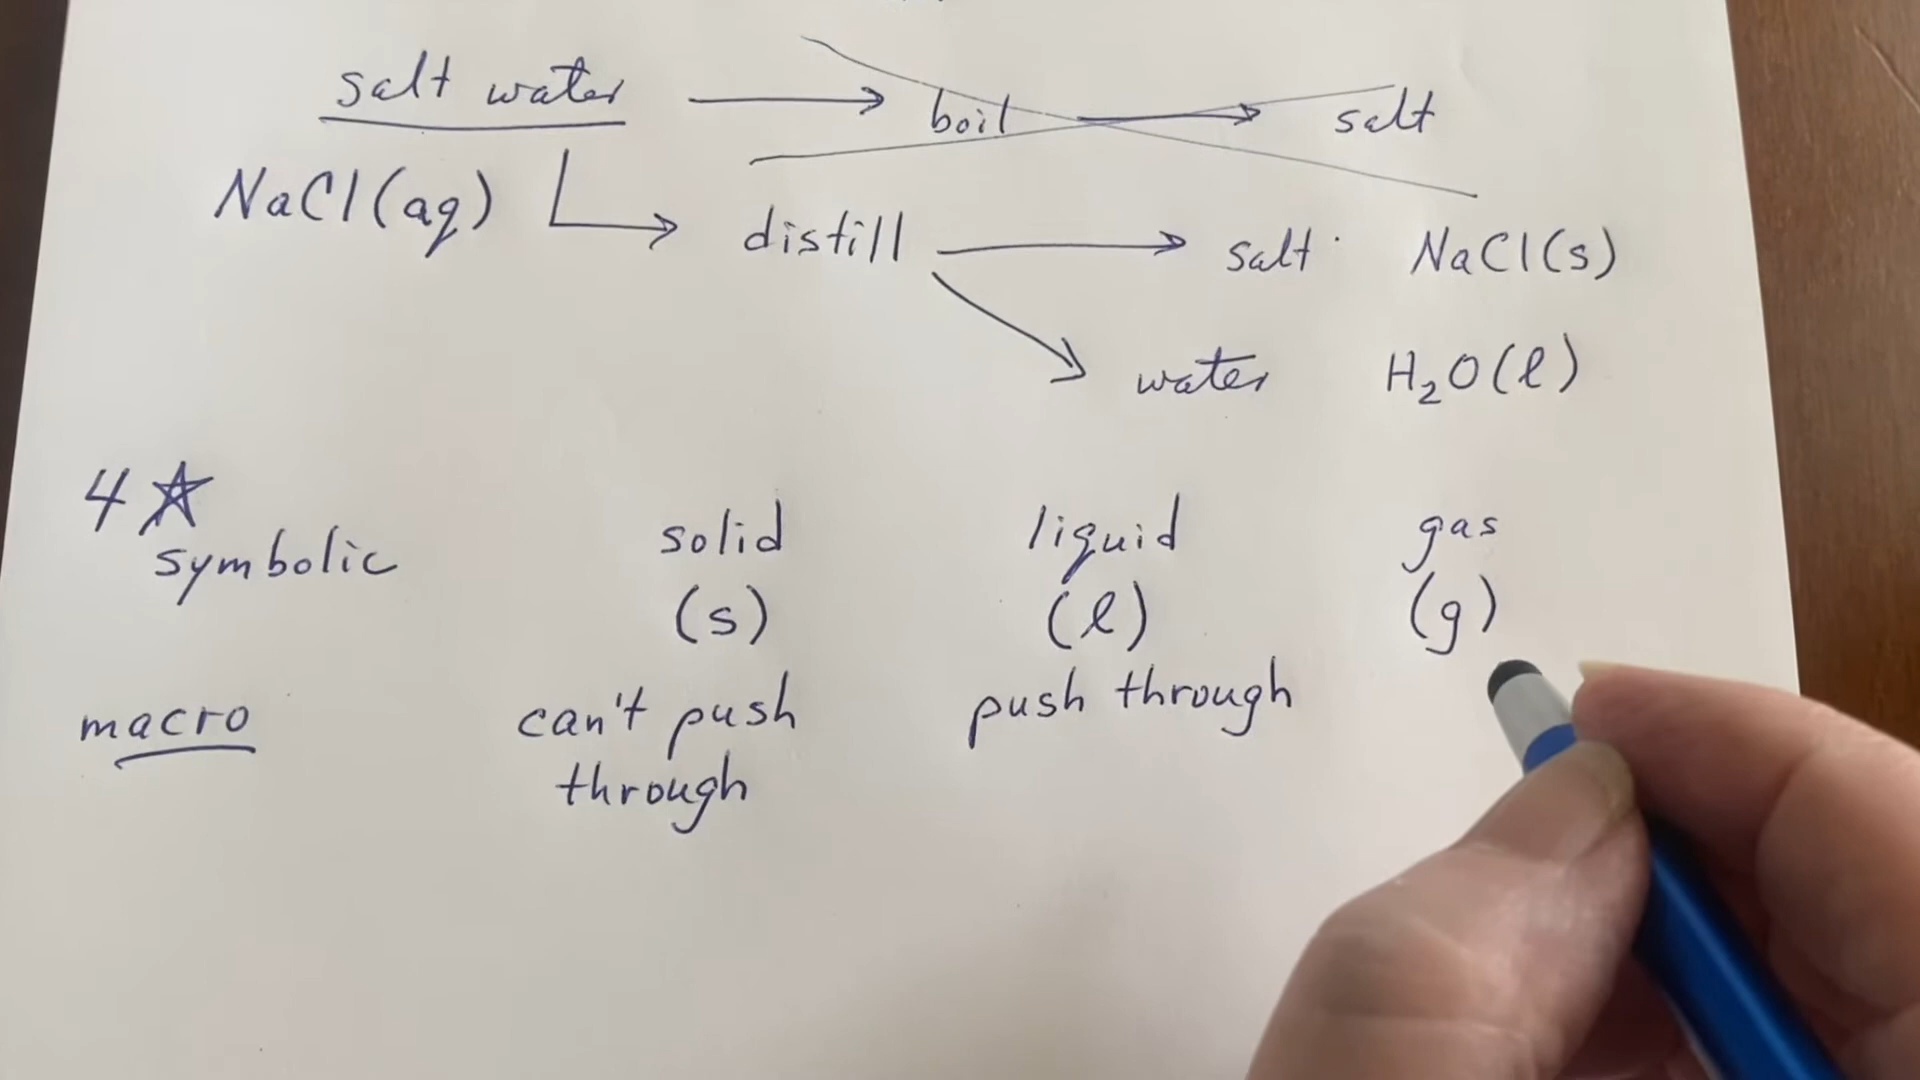 salt water → boil → salt
NaCl(aq) → distill → salt NaCl(s)
→ water H₂O(l)
4 ☆
symbolic solid liquid gas
(s) (l) (g)
macro can't push through push through